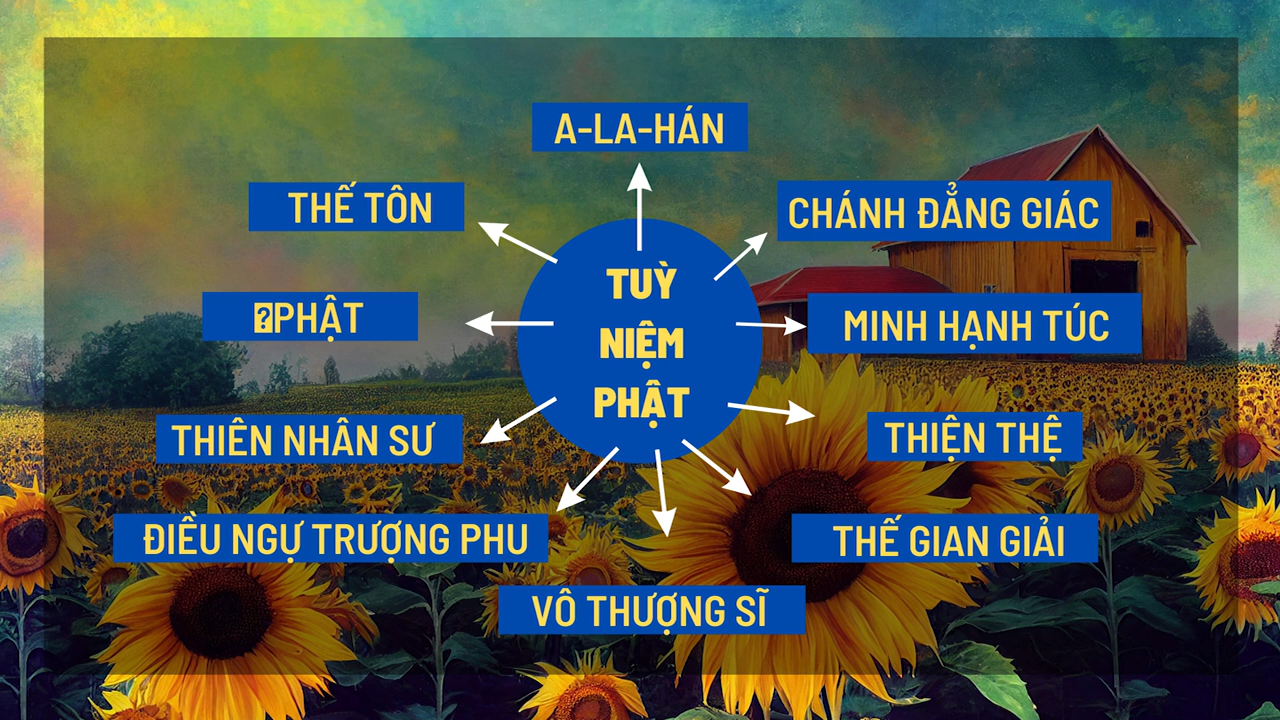 A-LA-HÁN
THẾ TÔN
CHÁNH ĐẲNG GIÁC
TUỲ
NIỆM
PHẬT
PHẬT
MINH HẠNH TÚC
THIÊN NHÂN SƯ
THIỆN THỆ
ĐIỀU NGỰ TRƯỢNG PHU
THẾ GIAN GIẢI
VÔ THƯỢNG SĨ